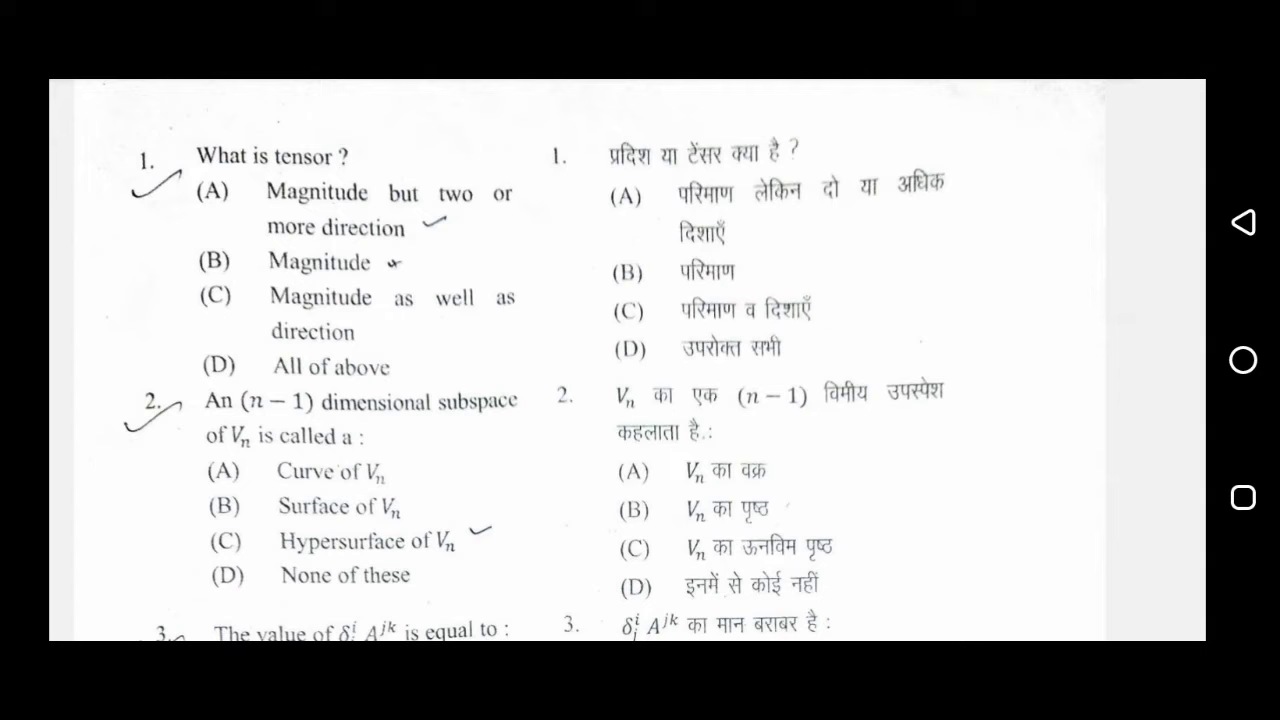 1. What is tensor ?
(A) Magnitude but two or
more direction
(B) Magnitude
(C) Magnitude as well as
direction
(D) All of above
2. An (n − 1) dimensional subspace
of Vₙ is called a :
(A) Curve of Vₙ
(B) Surface of Vₙ
(C) Hypersurface of Vₙ
(D) None of these
3. The value of δⁱⱼ Aʲᵏ is equal to :
1. प्रदिश या टेंसर क्या है ?
(A) परिमाण लेकिन दो या अधिक
दिशाएँ
(B) परिमाण
(C) परिमाण व दिशाएँ
(D) उपरोक्त सभी
2. Vₙ का एक (n − 1) विमीय उपस्पेश
कहलाता है :
(A) Vₙ का वक्र
(B) Vₙ का पृष्ठ
(C) Vₙ का ऊनविम पृष्ठ
(D) इनमें से कोई नहीं
3. δⁱⱼ Aʲᵏ का मान बराबर है :